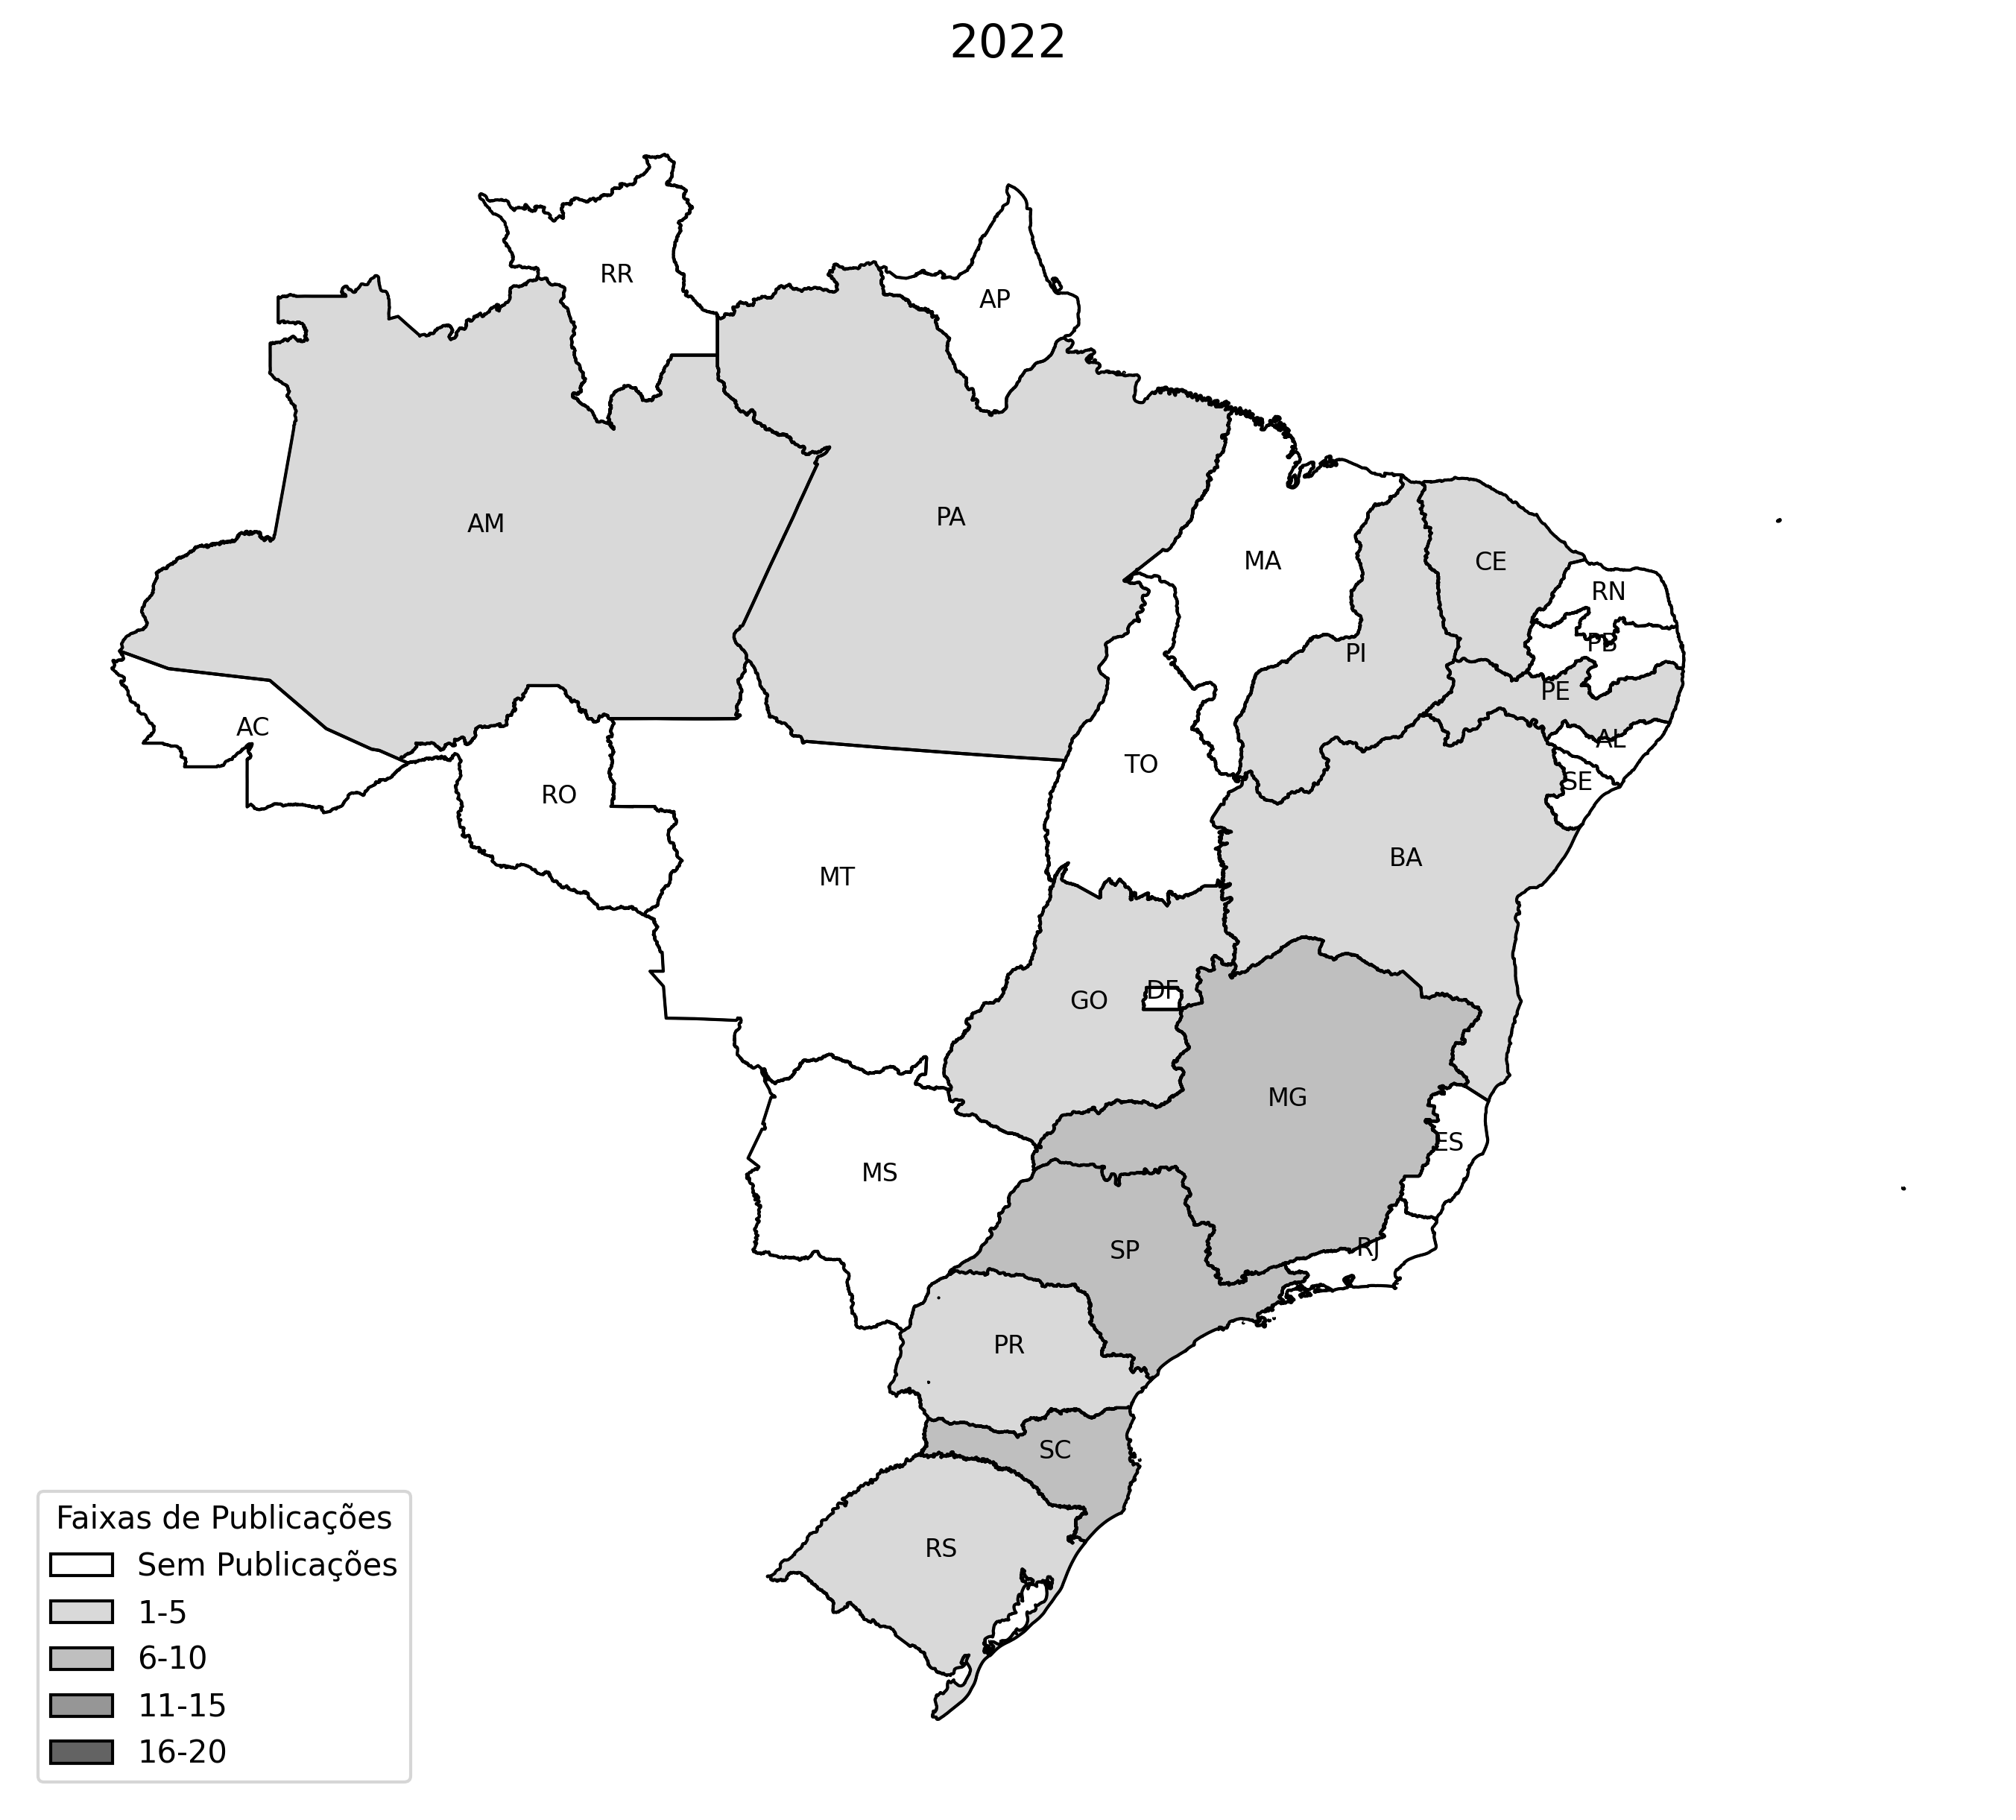 2022
RR
AP
AM
PA
MA
CE
RN
PB
PI
PE
AC
AL
TO
SE
RO
BA
MT
DF
GO
MG
ES
MS
RJ
SP
PR
SC
RS
Faixas de Publicações
Sem Publicações
1-5
6-10
11-15
16-20